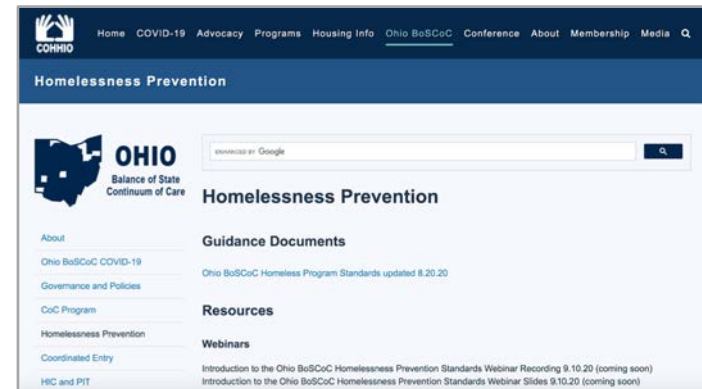 COHHIO
Home COVID-19 Advocacy Programs Housing Info Ohio BoSCoC Conference About Membership Media
Homelessness Prevention
OHIO
Balance of State
Continuum of Care
ENHANCED BY Google
Homelessness Prevention
About
Ohio BoSCoC COVID-19
Governance and Policies
CoC Program
Homelessness Prevention
Coordinated Entry
HIC and PIT
Guidance Documents
Ohio BoSCoC Homeless Program Standards updated 8.20.20
Resources
Webinars
Introduction to the Ohio BoSCoC Homelessness Prevention Standards Webinar Recording 9.10.20 (coming soon)
Introduction to the Ohio BoSCoC Homelessness Prevention Standards Webinar Slides 9.10.20 (coming soon)